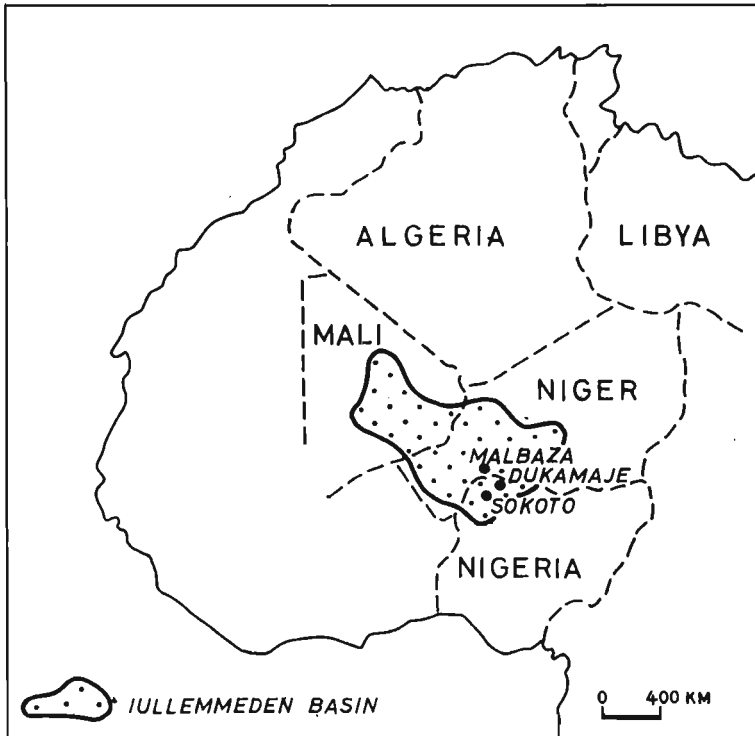 ALGERIA
LIBYA
MALI
NIGER
MALBAZA
DUKAMAJE
SOKOTO
NIGERIA
IULLEMMEDEN BASIN
0 400 KM